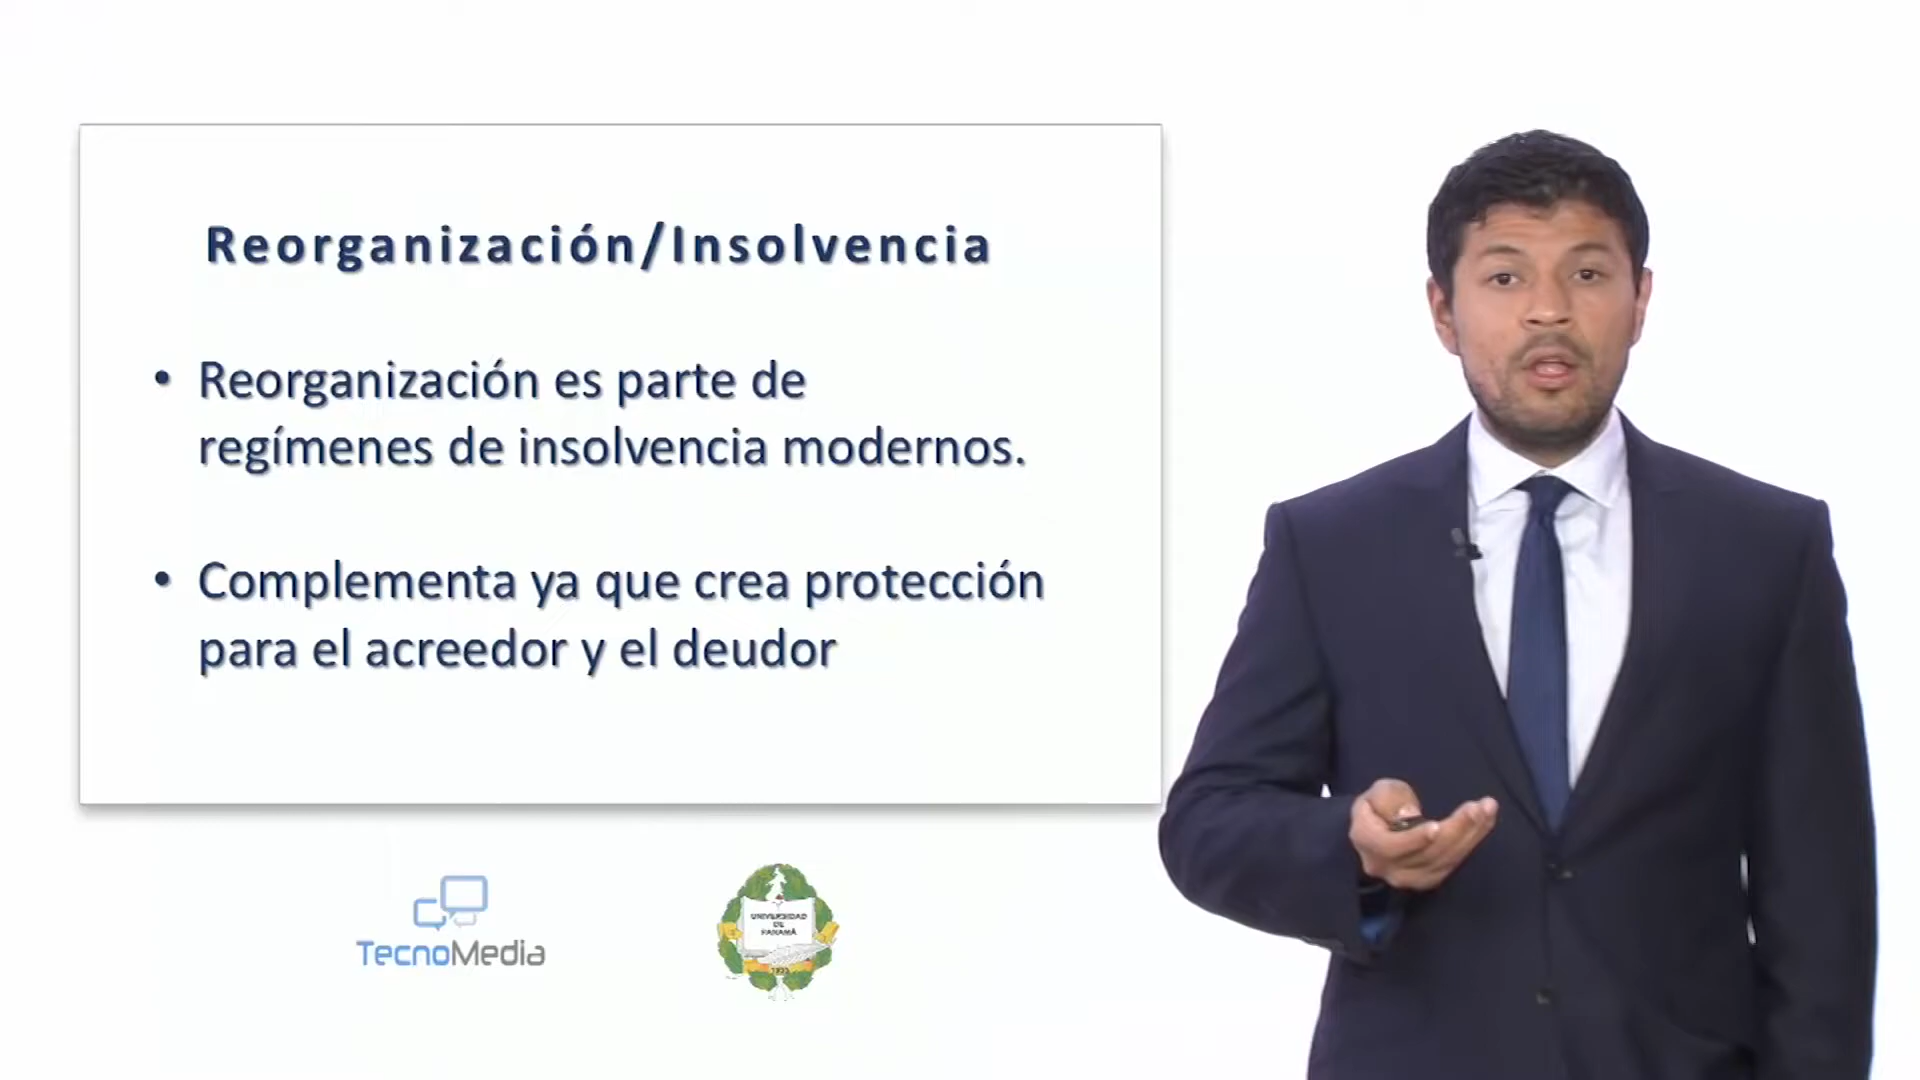 Reorganización/Insolvencia
• Reorganización es parte de
regímenes de insolvencia modernos.
• Complementa ya que crea protección
para el acreedor y el deudor
TecnoMedia
UNIVERSIDAD
DE
PANAMÁ
1935